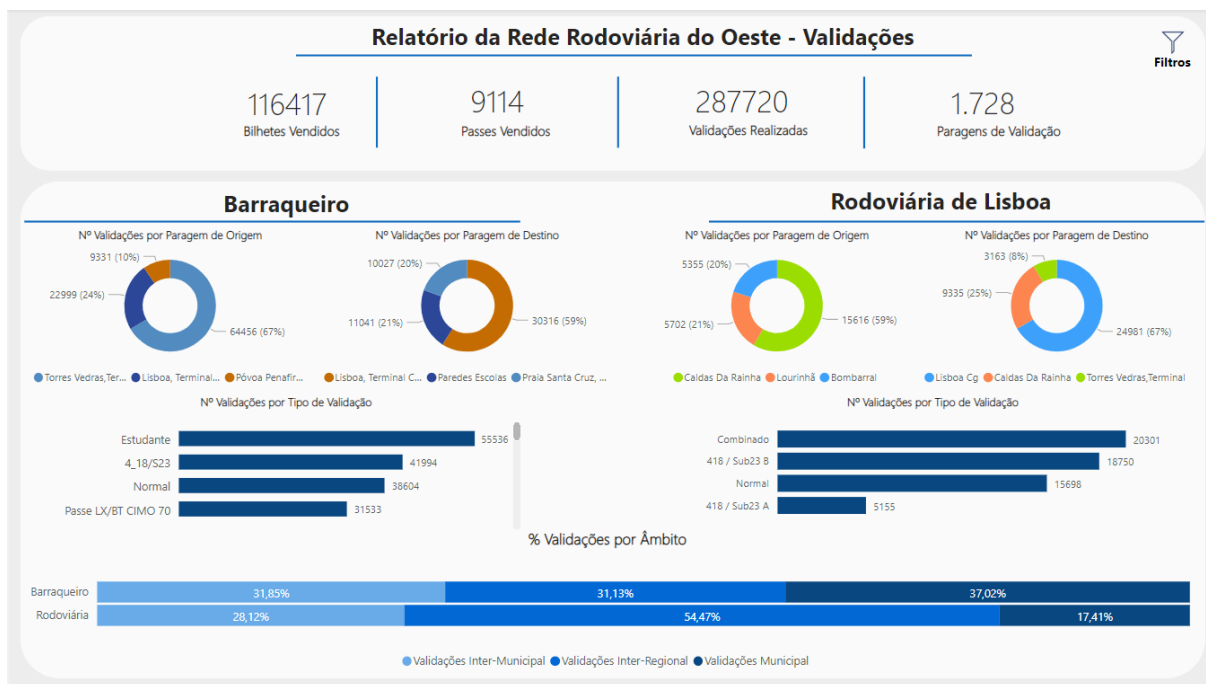 Relatório da Rede Rodoviária do Oeste - Validações
Filtros
116417
Bilhetes Vendidos
9114
Passes Vendidos
287720
Validações Realizadas
1.728
Paragens de Validação
Barraqueiro
Nº Validações por Paragem de Origem
9331 (10%)
22999 (24%)
64456 (67%)
Torres Vedras,Ter... Lisboa, Terminal... Póvoa Penafir...
Nº Validações por Paragem de Destino
10027 (20%)
11041 (21%)
30316 (59%)
Lisboa, Terminal C... Paredes Escolas Praia Santa Cruz, ...
Nº Validações por Tipo de Validação
Estudante 55536
4_18/S23 41994
Normal 38604
Passe LX/BT CIMO 70 31533
Rodoviária de Lisboa
Nº Validações por Paragem de Origem
5355 (20%)
5702 (21%)
15616 (59%)
Caldas Da Rainha Lourinhã Bombarral
Nº Validações por Paragem de Destino
3163 (8%)
9335 (25%)
24981 (67%)
Lisboa Cg Caldas Da Rainha Torres Vedras,Terminal
Nº Validações por Tipo de Validação
Combinado 20301
418 / Sub23 B 18750
Normal 15698
418 / Sub23 A 5155
% Validações por Âmbito
Barraqueiro 31,85% 31,13% 37,02%
Rodoviária 28,12% 54,47% 17,41%
Validações Inter-Municipal Validações Inter-Regional Validações Municipal